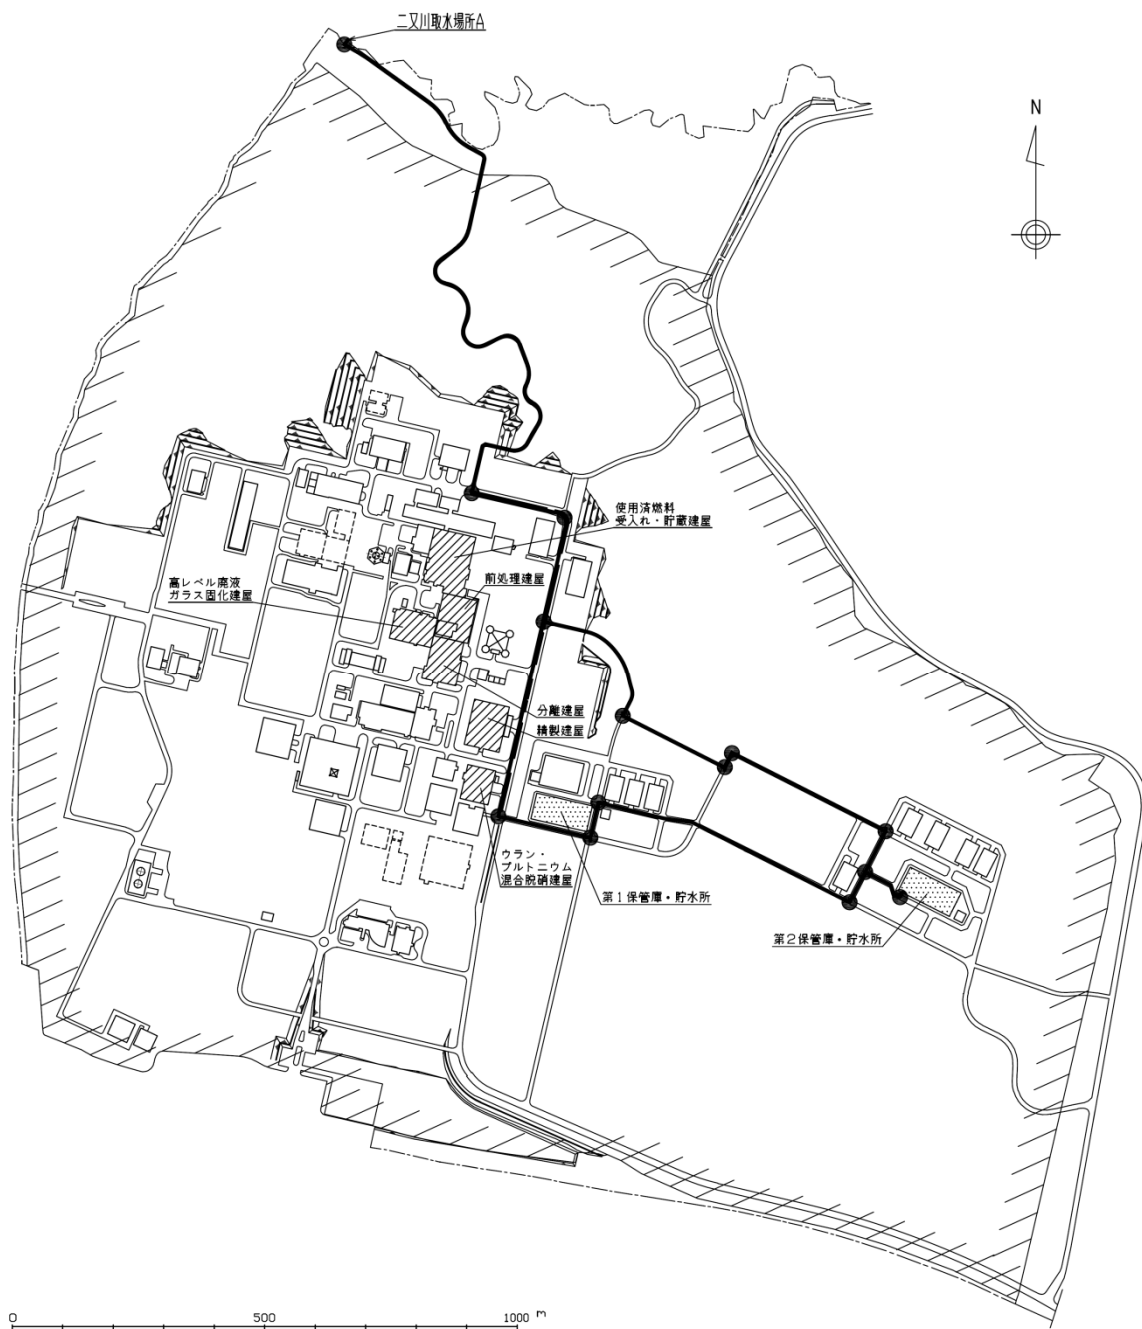 二又川取水場所A
N
使用済燃料
受入れ・貯蔵建屋
前処理建屋
高レベル廃液
ガラス固化建屋
分離建屋
精製建屋
ウラン・
プルトニウム
混合脱硝建屋
第1保管庫・貯水所
第2保管庫・貯水所
0 500 1000 m